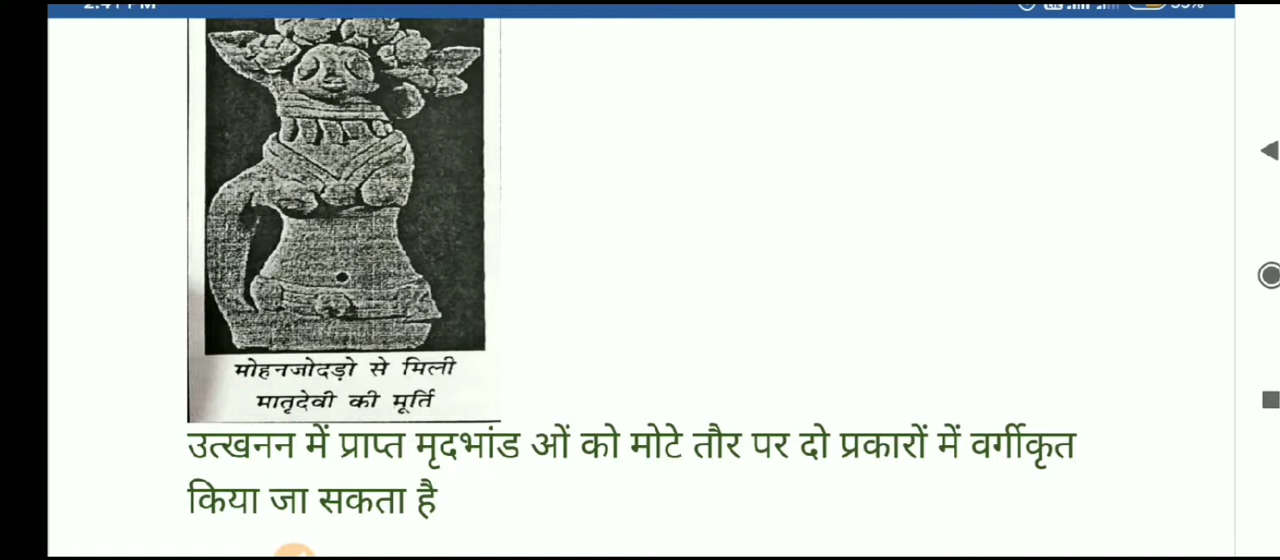 मोहनजोदड़ो से मिली
मातृदेवी की मूर्ति
उत्खनन में प्राप्त मृदभांड ओं को मोटे तौर पर दो प्रकारों में वर्गीकृत
किया जा सकता है